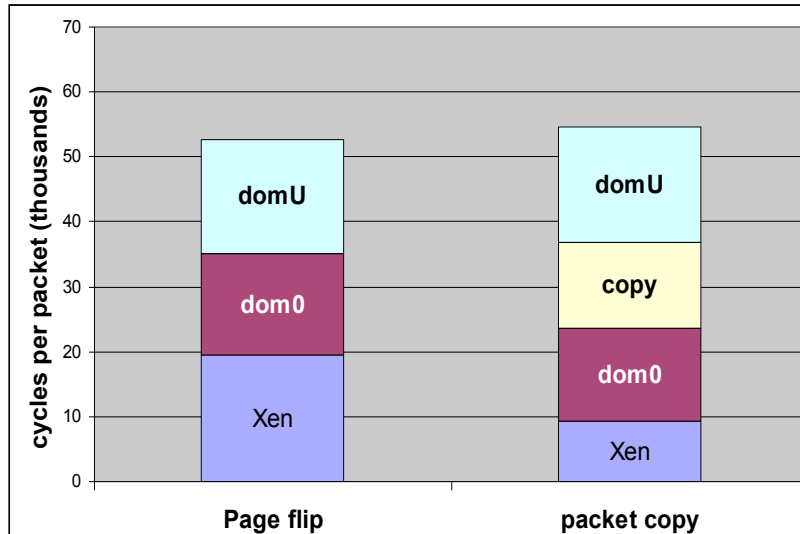 cycles per packet (thousands)
70
60
50
40
30
20
10
0
domU
dom0
Xen
domU
copy
dom0
Xen
Page flip
packet copy